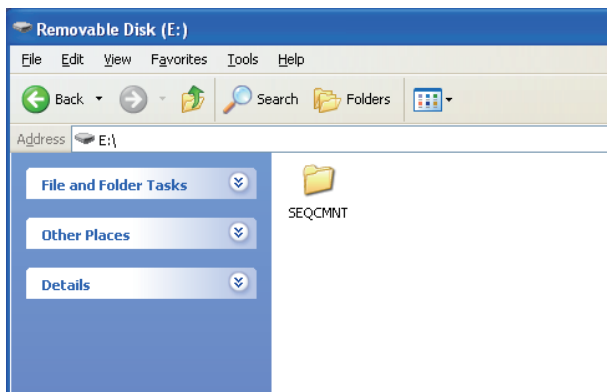 Removable Disk (E:)
File Edit View Favorites Tools Help
Back Search Folders
Address E:\
File and Folder Tasks
SEQCMNT
Other Places
Details